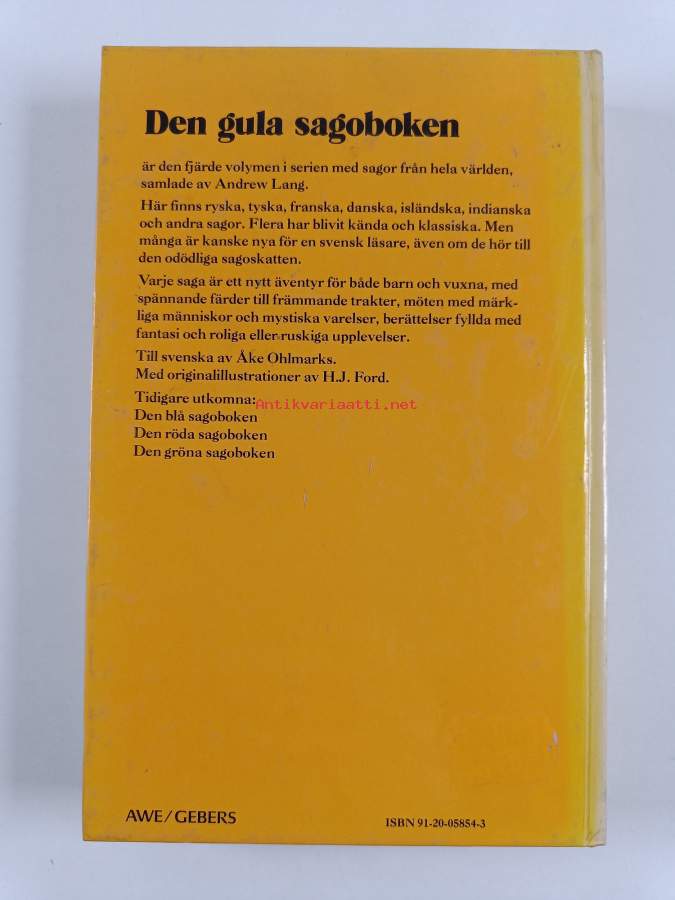 Den gula sagoboken
är den fjärde volymen i serien med sagor från hela världen,
samlade av Andrew Lang.
Här finns ryska, tyska, franska, danska, isländska, indianska
och andra sagor. Flera har blivit kända och klassiska. Men
många är kanske nya för en svensk läsare, även om de hör till
den odödliga sagoskatten.
Varje saga är ett nytt äventyr för både barn och vuxna, med
spännande färder till främmande trakter, möten med märk-
liga människor och mystiska varelser, berättelser fyllda med
fantasi och roliga eller ruskiga upplevelser.
Till svenska av Åke Ohlmarks.
Med originalillustrationer av H.J. Ford.
Tidigare utkomna:
Antikvariaatti.net
Den blå sagoboken
Den röda sagoboken
Den gröna sagoboken
AWE/GEBERS
ISBN 91-20-05854-3